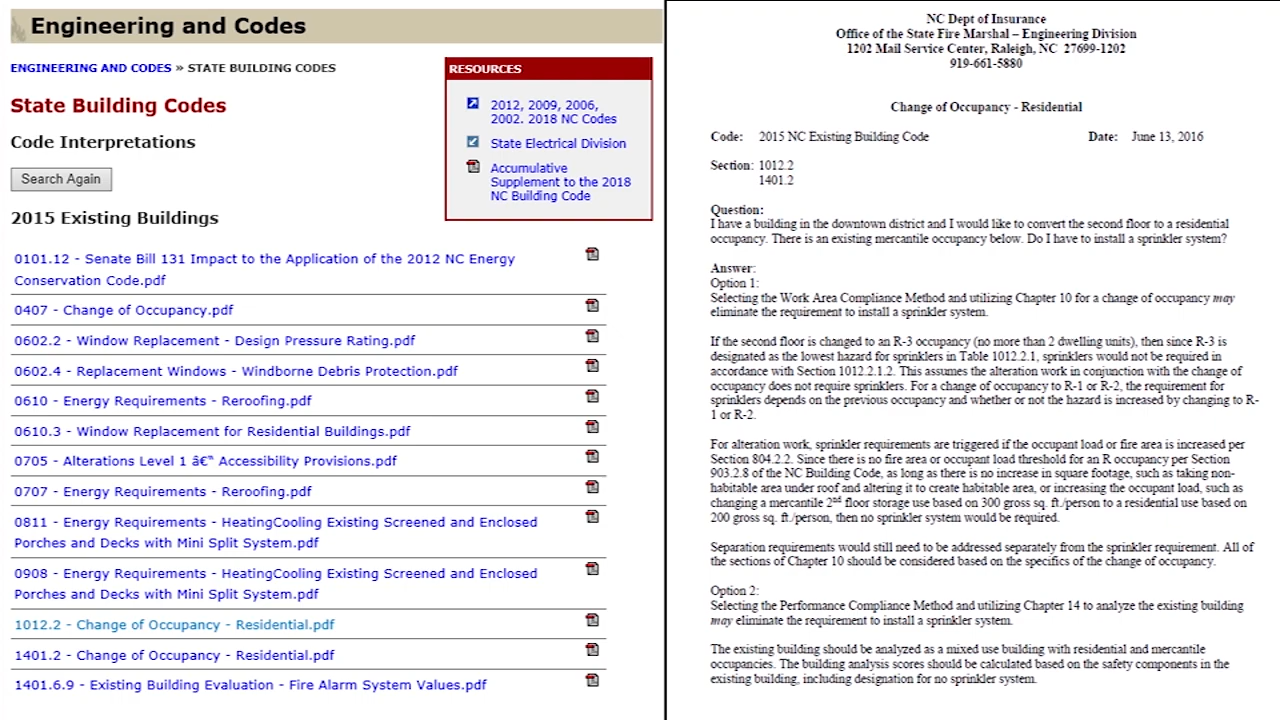 Engineering and Codes
ENGINEERING AND CODES » STATE BUILDING CODES
State Building Codes
Code Interpretations
Search Again
2015 Existing Buildings
RESOURCES
2012, 2009, 2006,
2002. 2018 NC Codes
State Electrical Division
Accumulative
Supplement to the 2018
NC Building Code
0101.12 - Senate Bill 131 Impact to the Application of the 2012 NC Energy
Conservation Code.pdf
0407 - Change of Occupancy.pdf
0602.2 - Window Replacement - Design Pressure Rating.pdf
0602.4 - Replacement Windows - Windborne Debris Protection.pdf
0610 - Energy Requirements - Reroofing.pdf
0610.3 - Window Replacement for Residential Buildings.pdf
0705 - Alterations Level 1 â€“ Accessibility Provisions.pdf
0707 - Energy Requirements - Reroofing.pdf
0811 - Energy Requirements - HeatingCooling Existing Screened and Enclosed
Porches and Decks with Mini Split System.pdf
0908 - Energy Requirements - HeatingCooling Existing Screened and Enclosed
Porches and Decks with Mini Split System.pdf
1012.2 - Change of Occupancy - Residential.pdf
1401.2 - Change of Occupancy - Residential.pdf
1401.6.9 - Existing Building Evaluation - Fire Alarm System Values.pdf
NC Dept of Insurance
Office of the State Fire Marshal – Engineering Division
1202 Mail Service Center, Raleigh, NC 27699-1202
919-661-5880
Change of Occupancy - Residential
Code: 2015 NC Existing Building Code Date: June 13, 2016
Section: 1012.2
1401.2
Question:
I have a building in the downtown district and I would like to convert the second floor to a residential
occupancy. There is an existing mercantile occupancy below. Do I have to install a sprinkler system?
Answer:
Option 1:
Selecting the Work Area Compliance Method and utilizing Chapter 10 for a change of occupancy may
eliminate the requirement to install a sprinkler system.
If the second floor is changed to an R-3 occupancy (no more than 2 dwelling units), then since R-3 is
designated as the lowest hazard for sprinklers in Table 1012.2.1, sprinklers would not be required in
accordance with Section 1012.2.1.2. This assumes the alteration work in conjunction with the change of
occupancy does not require sprinklers. For a change of occupancy to R-1 or R-2, the requirement for
sprinklers depends on the previous occupancy and whether or not the hazard is increased by changing to R-
1 or R-2.
For alteration work, sprinkler requirements are triggered if the occupant load or fire area is increased per
Section 804.2.2. Since there is no fire area or occupant load threshold for an R occupancy per Section
903.2.8 of the NC Building Code, as long as there is no increase in square footage, such as taking non-
habitable area under roof and altering it to create habitable area, or increasing the occupant load, such as
changing a mercantile 2nd floor storage use based on 300 gross sq. ft./person to a residential use based on
200 gross sq. ft./person, then no sprinkler system would be required.
Separation requirements would still need to be addressed separately from the sprinkler requirement. All of
the sections of Chapter 10 should be considered based on the specifics of the change of occupancy.
Option 2:
Selecting the Performance Compliance Method and utilizing Chapter 14 to analyze the existing building
may eliminate the requirement to install a sprinkler system.
The existing building should be analyzed as a mixed use building with residential and mercantile
occupancies. The building analysis scores should be calculated based on the safety components in the
existing building, including designation for no sprinkler system.